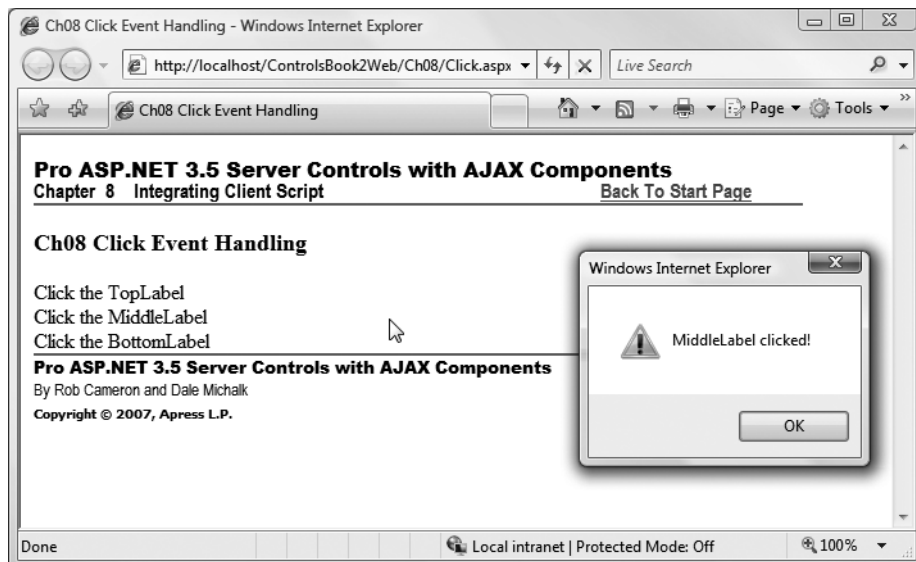 Ch08 Click Event Handling - Windows Internet Explorer
http://localhost/ControlsBook2Web/Ch08/Click.aspx
Live Search
Ch08 Click Event Handling
Page
Tools
Pro ASP.NET 3.5 Server Controls with AJAX Components
Chapter 8 Integrating Client Script
Back To Start Page
Ch08 Click Event Handling
Click the TopLabel
Click the MiddleLabel
Click the BottomLabel
Pro ASP.NET 3.5 Server Controls with AJAX Components
By Rob Cameron and Dale Michalk
Copyright © 2007, Apress L.P.
Windows Internet Explorer
MiddleLabel clicked!
OK
Done
Local intranet | Protected Mode: Off
100%